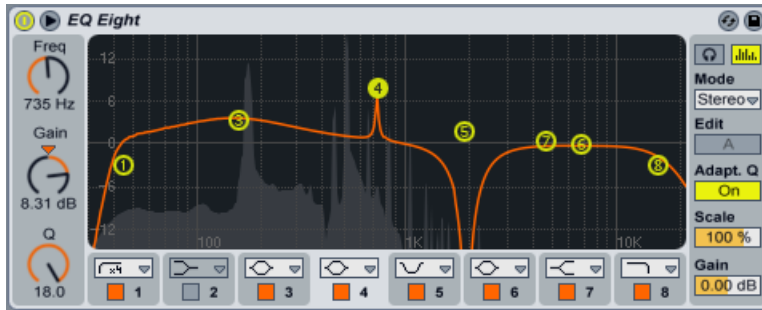 EQ Eight
Freq
735 Hz
Gain
8.31 dB
Q
18.0
12
6
0
-6
-12
100
1K
10K
1
3
4
5
7
6
8
x4
1
2
3
4
5
6
7
8
Mode
Stereo
Edit
A
Adapt. Q
On
Scale
100 %
Gain
0.00 dB